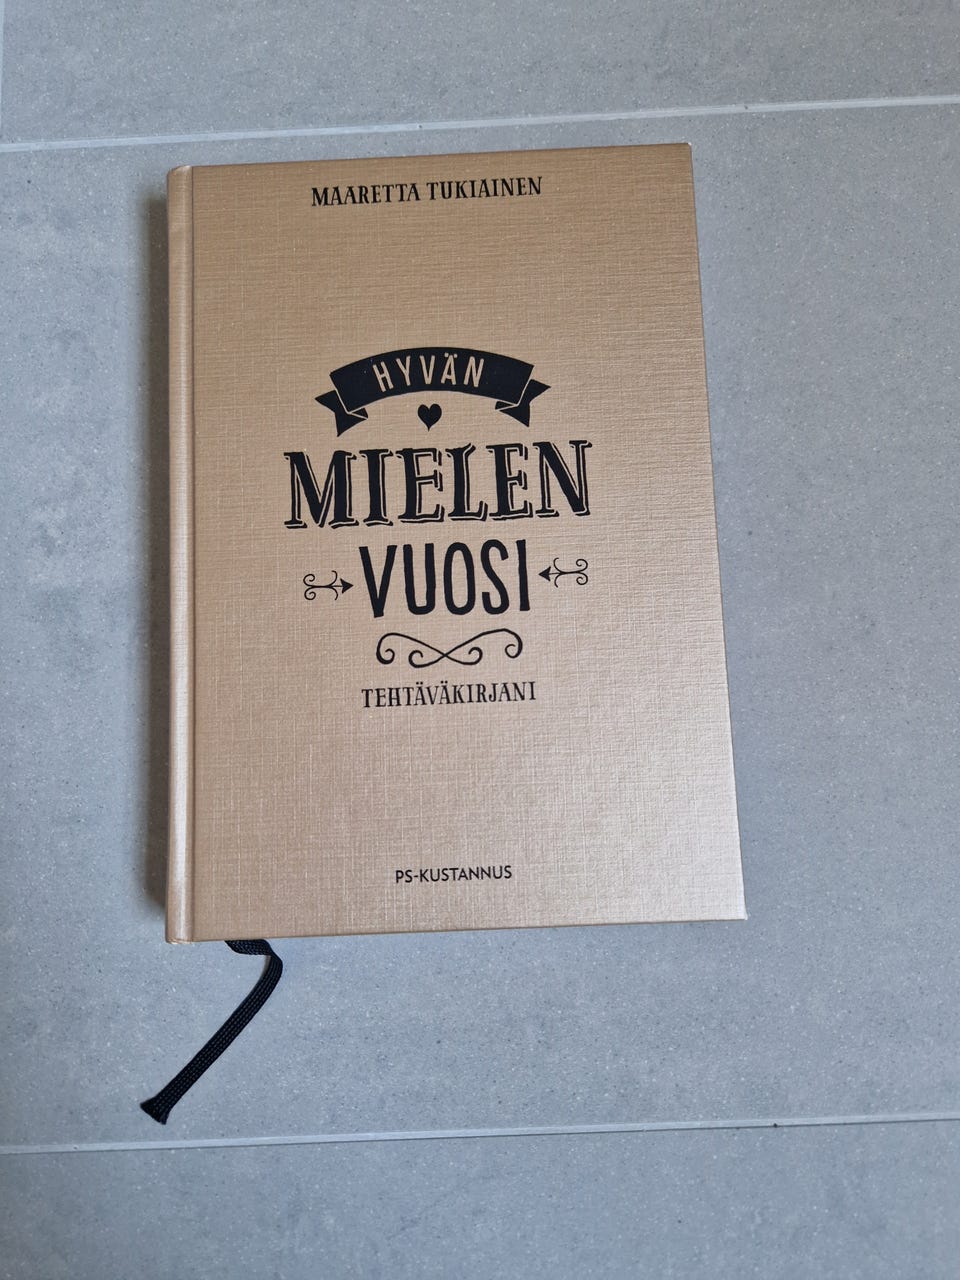 MAARETTA TUKIAINEN
HYVÄN
MIELEN
VUOSI
TEHTÄVÄKIRJANI
PS-KUSTANNUS